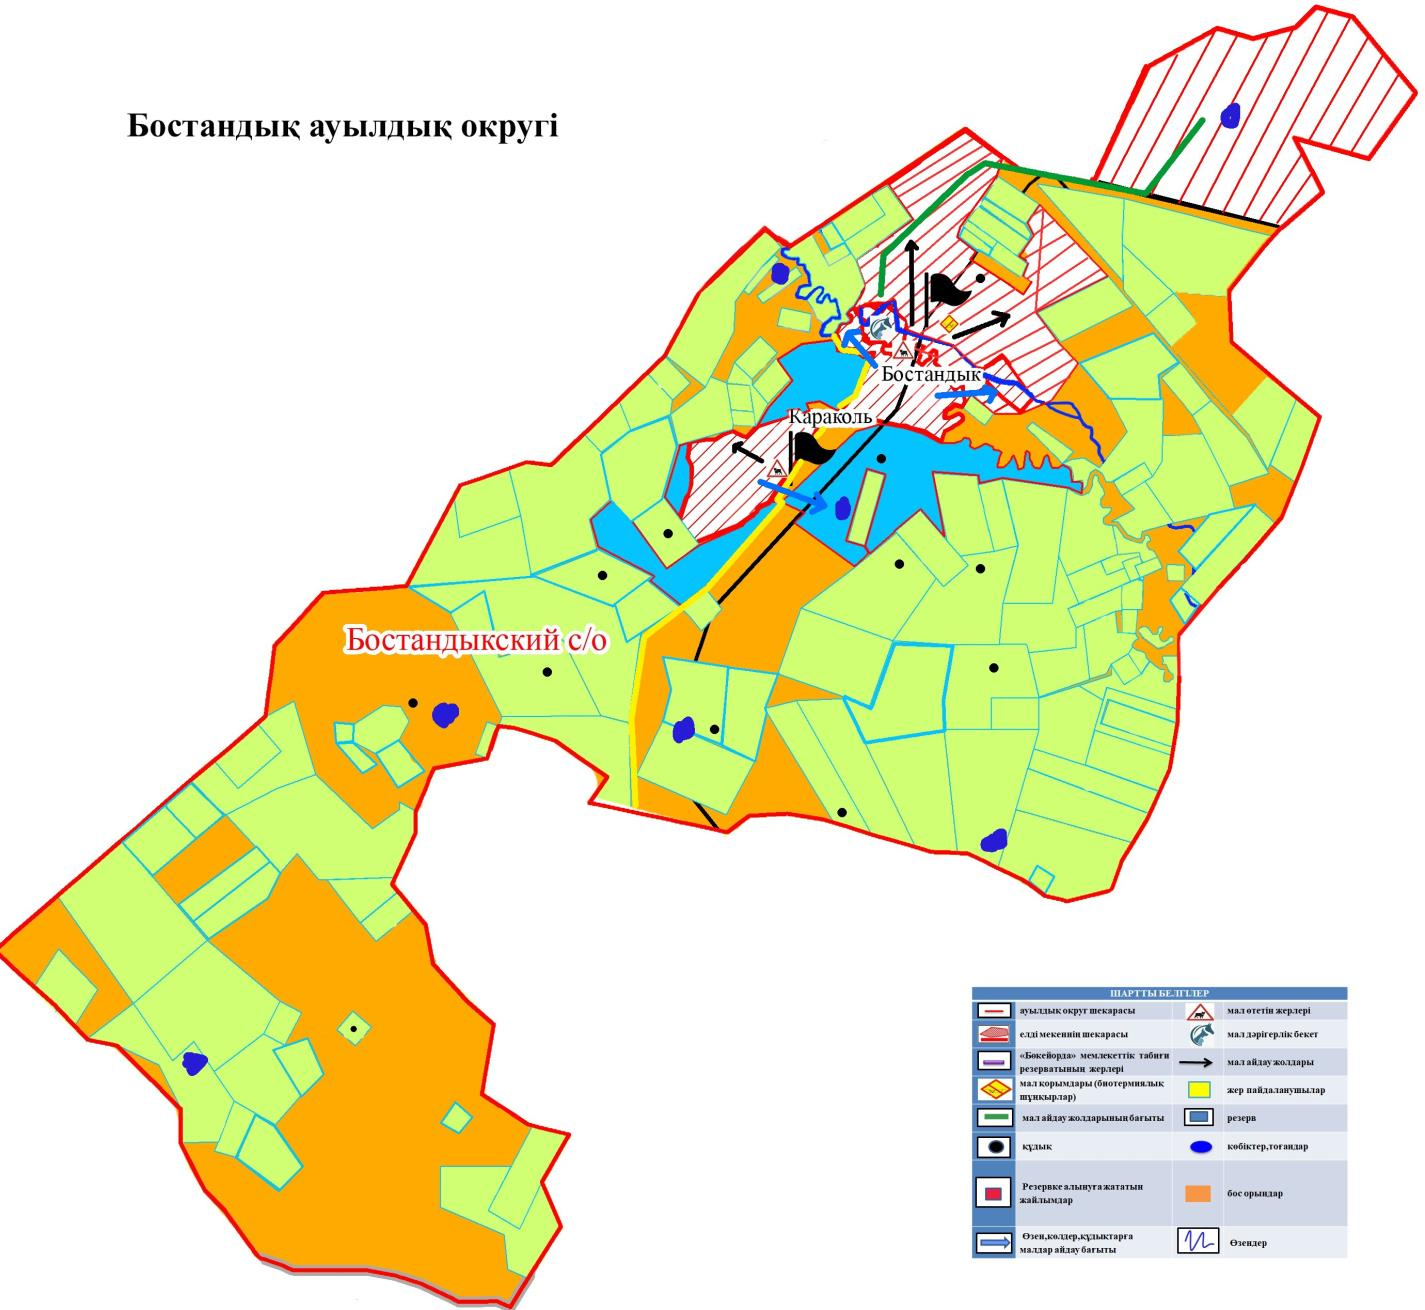 Бостандық ауылдық округі
Бостандык
Караколь
Бостандыкский с/о
ШАРТТЫ БЕЛГІЛЕР
ауылдық округ шекарасы
мал өтетін жерлері
елді мекеннің шекарасы
мал дәрігерлік бекет
«Бөкейорда» мемлекеттік табиғи
резерватының жерлері
мал айдау жолдары
мал қорымдары (биотермиялық
шұңқырлар)
жер пайдаланушылар
мал айдау жолдарының бағыты
резерв
құдық
көбіктер,тоғандар
Резервке алынуға жататын
жайлымдар
бос орындар
Өзен,көлдер,құдықтарға
малдар айдау бағыты
Өзендер